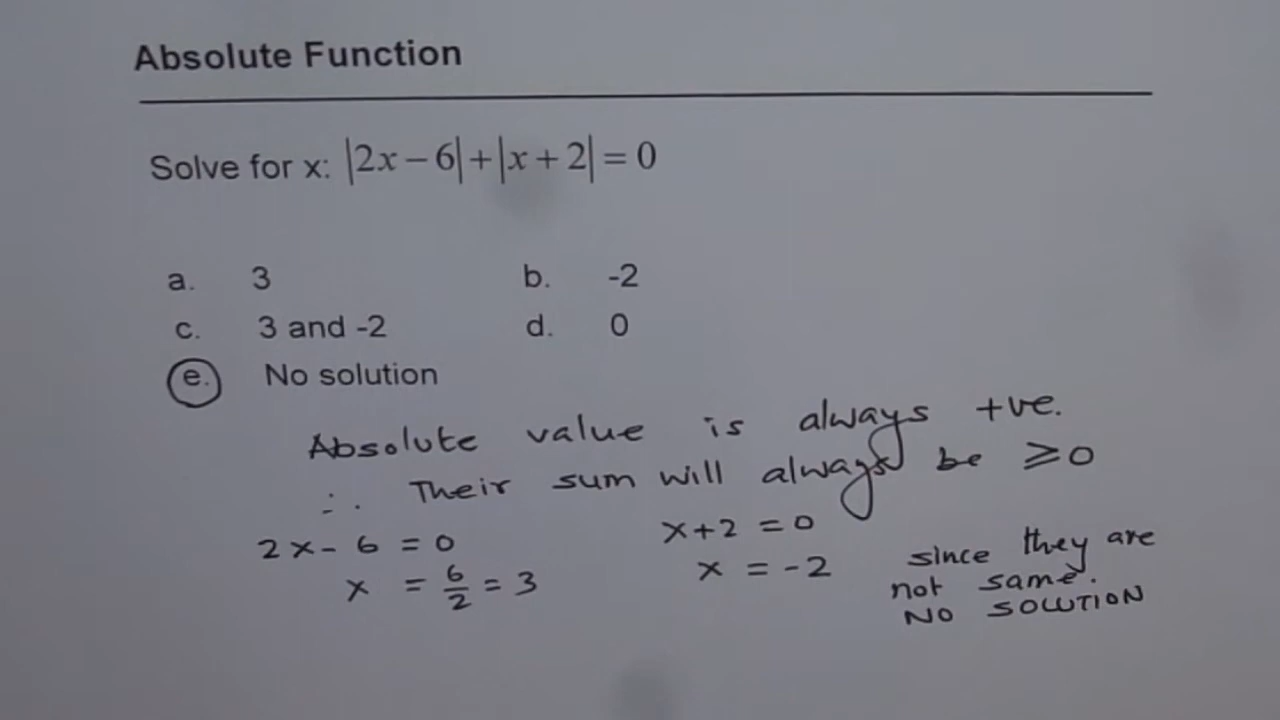 Absolute Function
Solve for x: |2x − 6| + |x + 2| = 0
a. 3 b. -2
c. 3 and -2 d. 0
e. No solution
Absolute value is always +ve.
∴ Their sum will always be ≥ 0
2x - 6 = 0 x + 2 = 0
x = 6/2 = 3 x = -2
since they are
not same.
NO SOLUTION